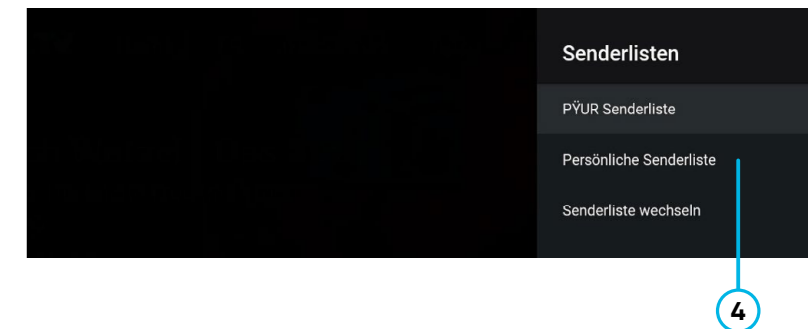 Senderlisten
PŸUR Senderliste
Persönliche Senderliste
Senderliste wechseln
4